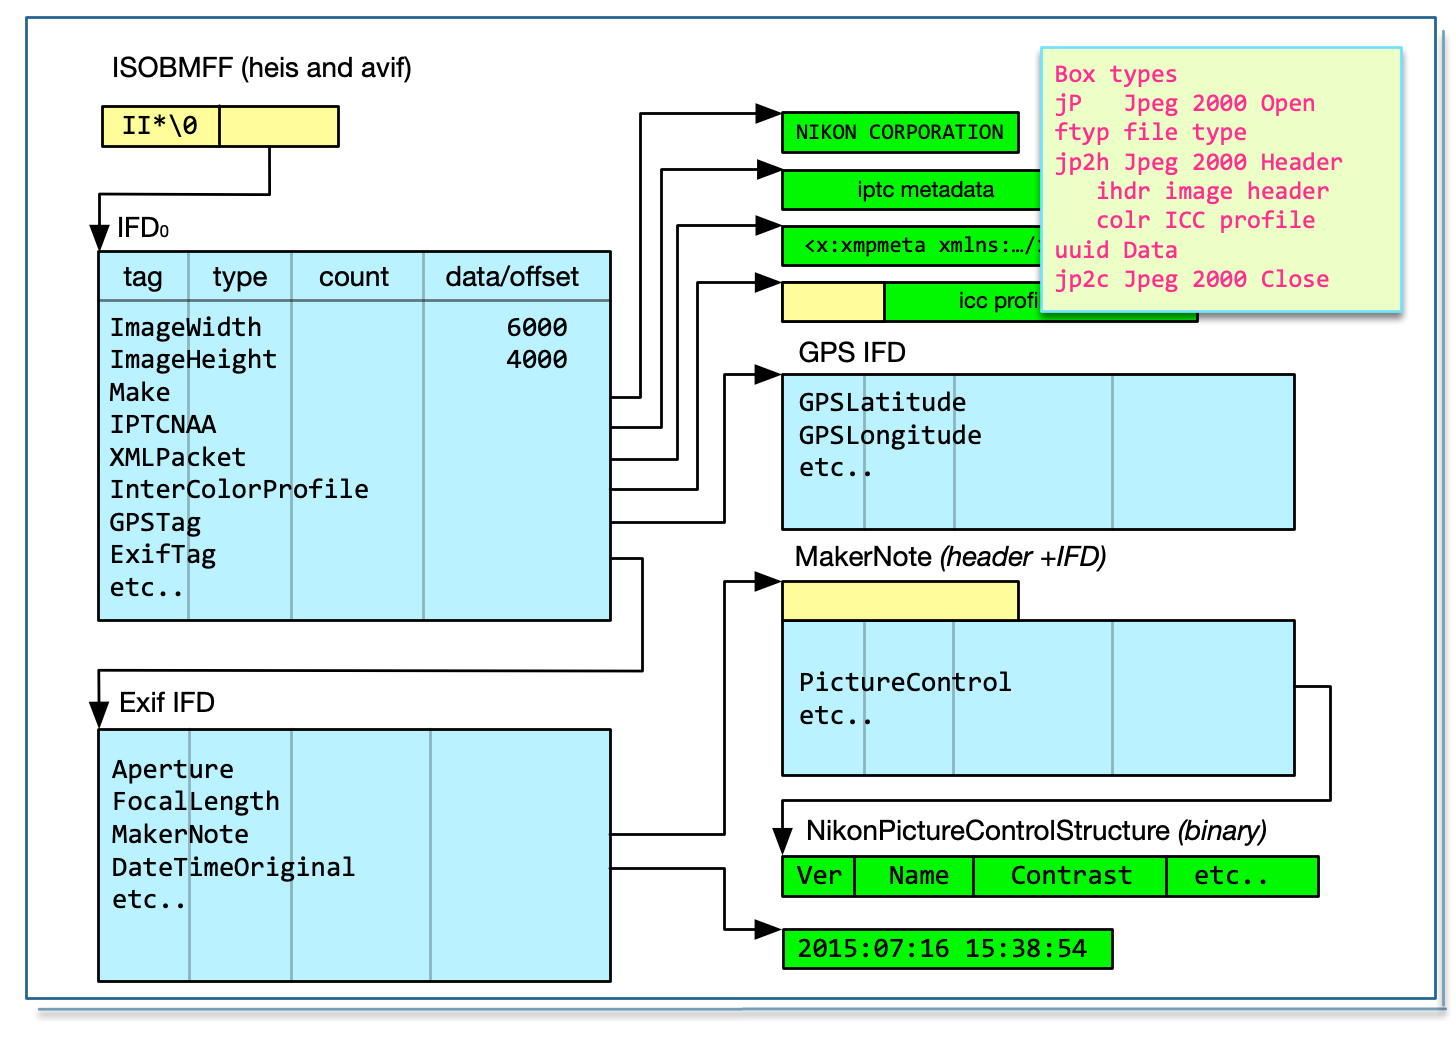 ISOBMFF (heis and avif)
II*\0
IFD₀
tag type count data/offset
ImageWidth 6000
ImageHeight 4000
Make
IPTCNAA
XMLPacket
InterColorProfile
GPSTag
ExifTag
etc..
Exif IFD
Aperture
FocalLength
MakerNote
DateTimeOriginal
etc..
NIKON CORPORATION
iptc metadata
<x:xmpmeta xmlns:…/
icc profi
Box types
jP Jpeg 2000 Open
ftyp file type
jp2h Jpeg 2000 Header
ihdr image header
colr ICC profile
uuid Data
jp2c Jpeg 2000 Close
GPS IFD
GPSLatitude
GPSLongitude
etc..
MakerNote (header +IFD)
PictureControl
etc..
NikonPictureControlStructure (binary)
Ver Name Contrast etc..
2015:07:16 15:38:54